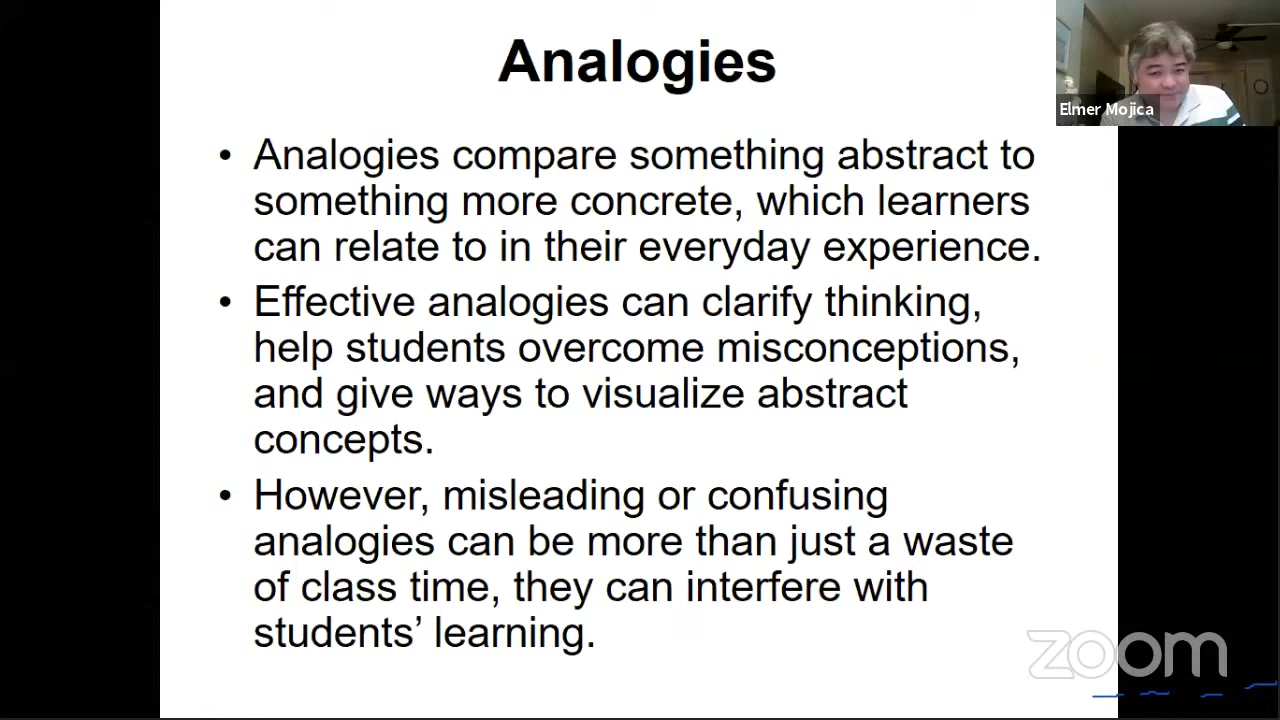 Analogies
Elmer Mojica
• Analogies compare something abstract to
something more concrete, which learners
can relate to in their everyday experience.
• Effective analogies can clarify thinking,
help students overcome misconceptions,
and give ways to visualize abstract
concepts.
• However, misleading or confusing
analogies can be more than just a waste
of class time, they can interfere with
students’ learning.
zoom